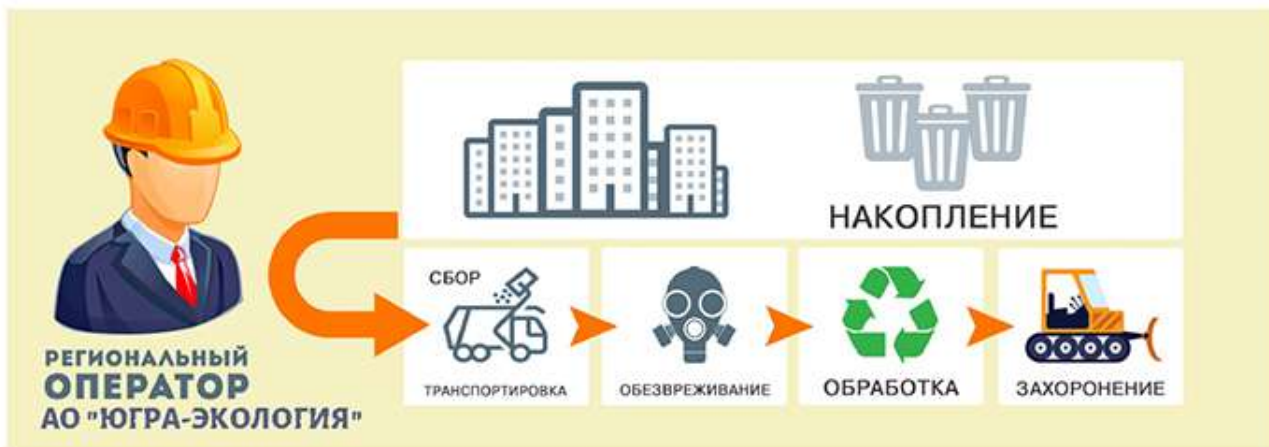 НАКОПЛЕНИЕ
СБОР
ТРАНСПОРТИРОВКА
ОБЕЗВРЕЖИВАНИЕ
ОБРАБОТКА
ЗАХОРОНЕНИЕ
РЕГИОНАЛЬНЫЙ
ОПЕРАТОР
АО "ЮГРА-ЭКОЛОГИЯ"